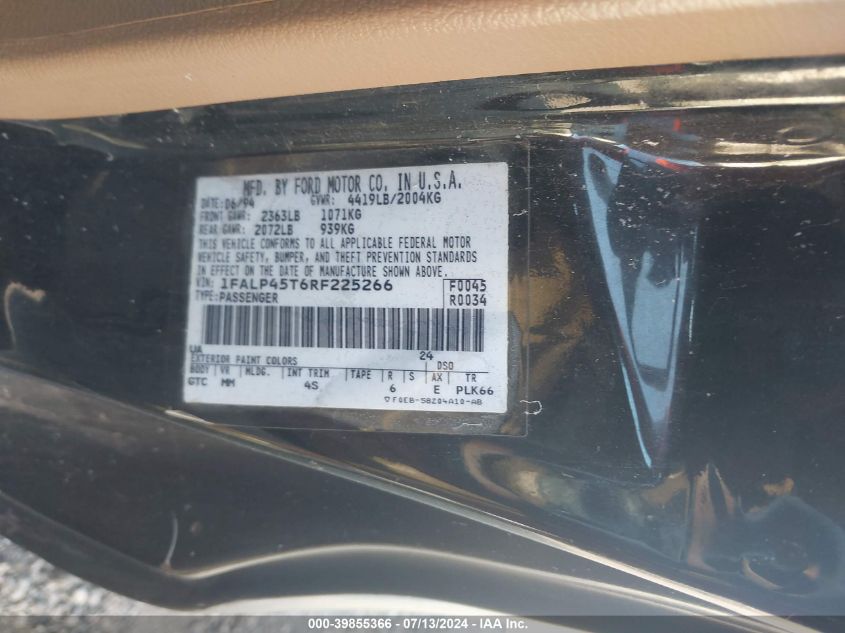 MFD. BY FORD MOTOR CO. IN U.S.A.
DATE: 06/94 GVWR: 4419LB/2004KG
FRONT GAWR: 2363LB 1071KG
REAR GAWR: 2072LB 939KG
THIS VEHICLE CONFORMS TO ALL APPLICABLE FEDERAL MOTOR
VEHICLE SAFETY, BUMPER, AND THEFT PREVENTION STANDARDS
IN EFFECT ON THE DATE OF MANUFACTURE SHOWN ABOVE.
VIN: 1FALP45T6RF225266 F0045
TYPE: PASSENGER R0034
UA 24
EXTERIOR PAINT COLORS DSO
BODY VR MLDG. INT TRIM TAPE R S AX TR
GTC MM 4S 6 E PLK66
F0EB-58204A10-AB
000-39855366 / 07/13/2024 - IAA Inc.